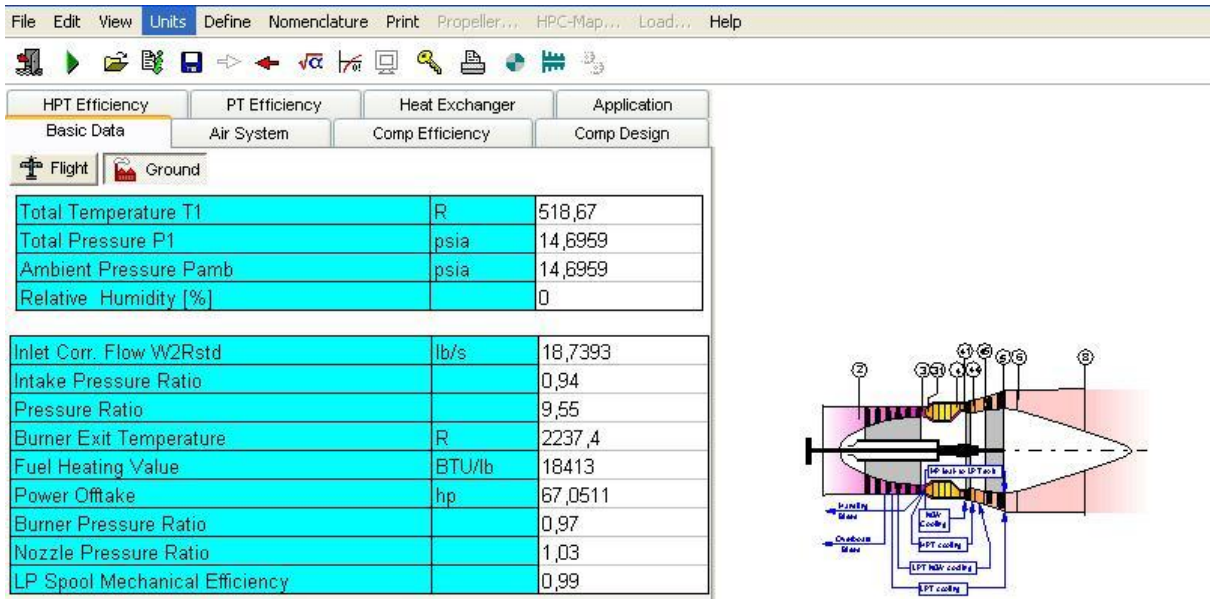 File Edit View Units Define Nomenclature Print Propeller... HPC-Map... Load... Help
HPT Efficiency PT Efficiency Heat Exchanger Application
Basic Data Air System Comp Efficiency Comp Design
Flight Ground
Total Temperature T1 R 518,67
Total Pressure P1 psia 14,6959
Ambient Pressure Pamb psia 14,6959
Relative Humidity [%] 0
Inlet Corr. Flow W2Rstd lb/s 18,7393
Intake Pressure Ratio 0,94
Pressure Ratio 9,55
Burner Exit Temperature R 2237,4
Fuel Heating Value BTU/lb 18413
Power Offtake hp 67,0511
Burner Pressure Ratio 0,97
Nozzle Pressure Ratio 1,03
LP Spool Mechanical Efficiency 0,99
2 3 31 4 41 44 45 5 6 8
Handling
Bleed
NGV
Cooling
Overboard
Bleed
HPT cooling
LPT NGV cooling
LPT cooling